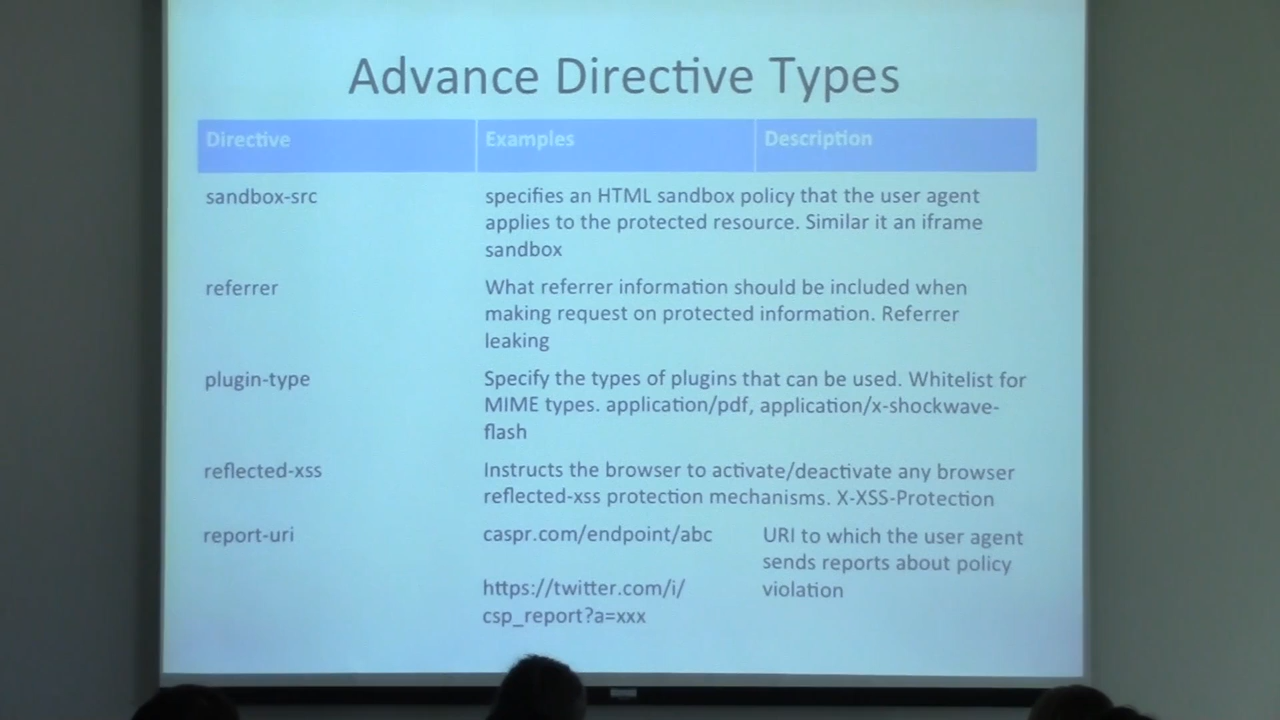 Advance Directive Types
Directive Examples Description
sandbox-src
specifies an HTML sandbox policy that the user agent
applies to the protected resource. Similar it an iframe
sandbox
referrer
What referrer information should be included when
making request on protected information. Referrer
leaking
plugin-type
Specify the types of plugins that can be used. Whitelist for
MIME types. application/pdf, application/x-shockwave-
flash
reflected-xss
Instructs the browser to activate/deactivate any browser
reflected-xss protection mechanisms. X-XSS-Protection
report-uri
caspr.com/endpoint/abc
https://twitter.com/i/
csp_report?a=xxx
URI to which the user agent
sends reports about policy
violation